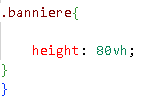 .banniere{
height: 80vh;
}
}